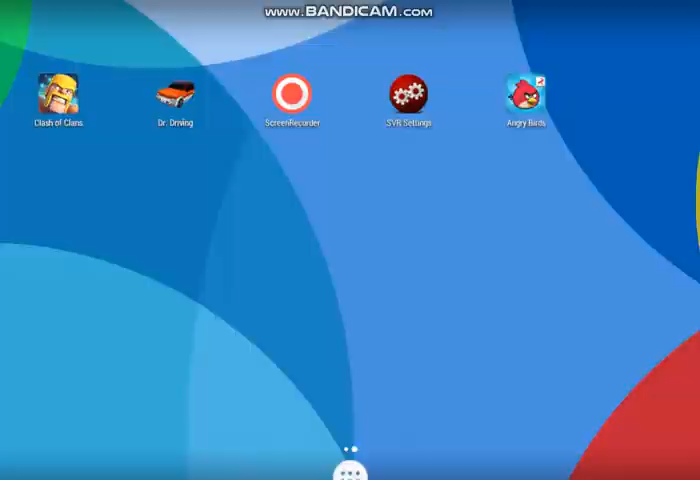 www.BANDICAM.com
Clash of Clans
Dr. Driving
ScreenRecorder
SVR Settings
Angry Birds